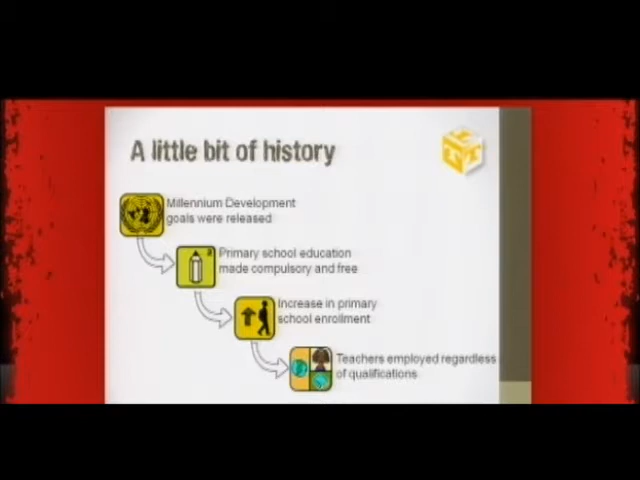 A little bit of history
Millennium Development
goals were released
Primary school education
made compulsory and free
Increase in primary
school enrollment
Teachers employed regardless
of qualifications